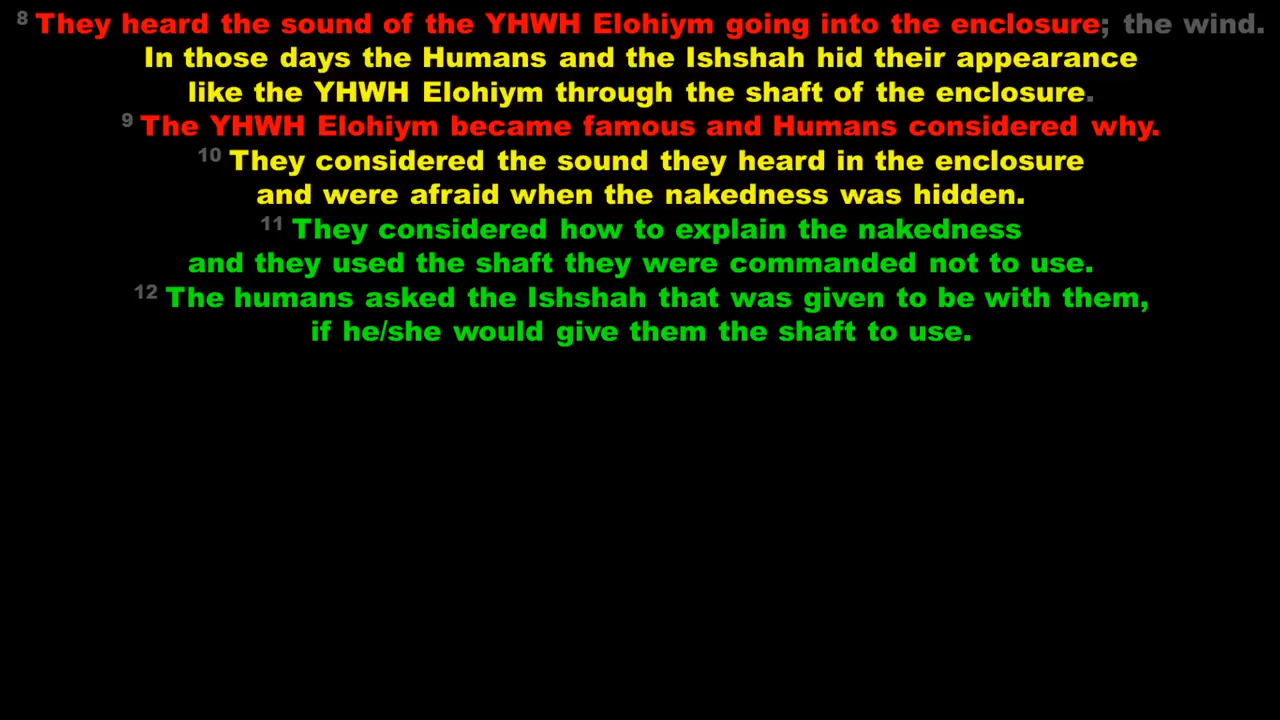 8 They heard the sound of the YHWH Elohiym going into the enclosure; the wind.
In those days the Humans and the Ishshah hid their appearance
like the YHWH Elohiym through the shaft of the enclosure.
9 The YHWH Elohiym became famous and Humans considered why.
10 They considered the sound they heard in the enclosure
and were afraid when the nakedness was hidden.
11 They considered how to explain the nakedness
and they used the shaft they were commanded not to use.
12 The humans asked the Ishshah that was given to be with them,
if he/she would give them the shaft to use.